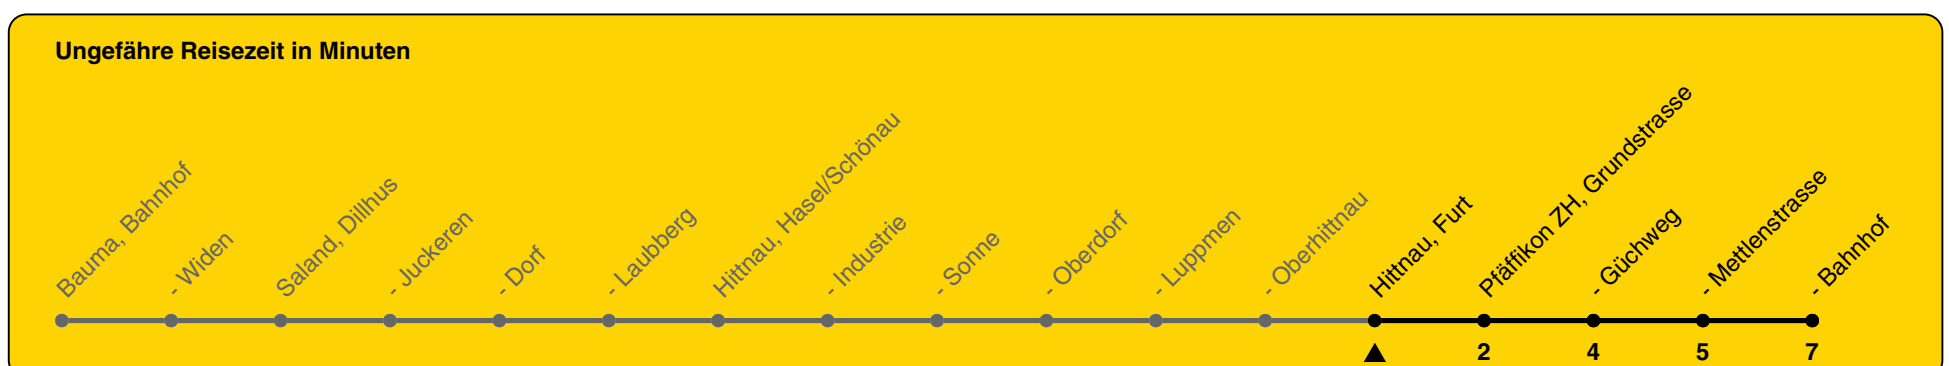 Ungefähre Reisezeit in Minuten
Bauma, Bahnhof
- Widen
Saland, Dillhus
- Juckeren
- Dorf
- Laubberg
Hittnau, Hasel/Schönau
- Industrie
- Sonne
- Oberdorf
- Luppmen
- Oberhittnau
Hittnau, Furt
Pfäffikon ZH, Grundstrasse
- Güchweg
- Mettlenstrasse
- Bahnhof
2 4 5 7